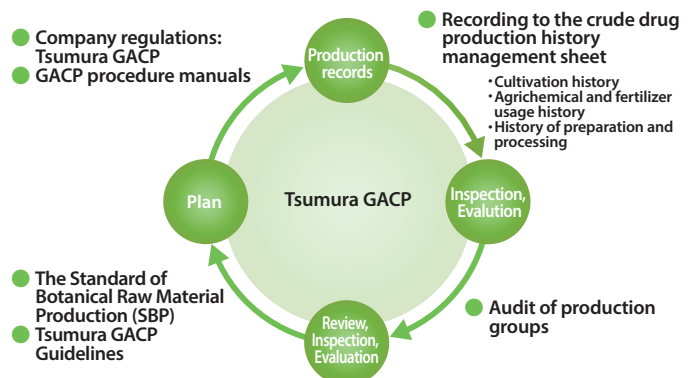 ● Company regulations:
Tsumura GACP
● GACP procedure manuals
Production
records
● Recording to the crude drug
production history
management sheet
・Cultivation history
・Agrichemical and fertilizer
usage history
・History of preparation and
processing
Plan
Tsumura GACP
Inspection,
Evalution
● The Standard of
Botanical Raw Material
Production (SBP)
● Tsumura GACP
Guidelines
Review,
Inspection,
Evaluation
● Audit of production
groups